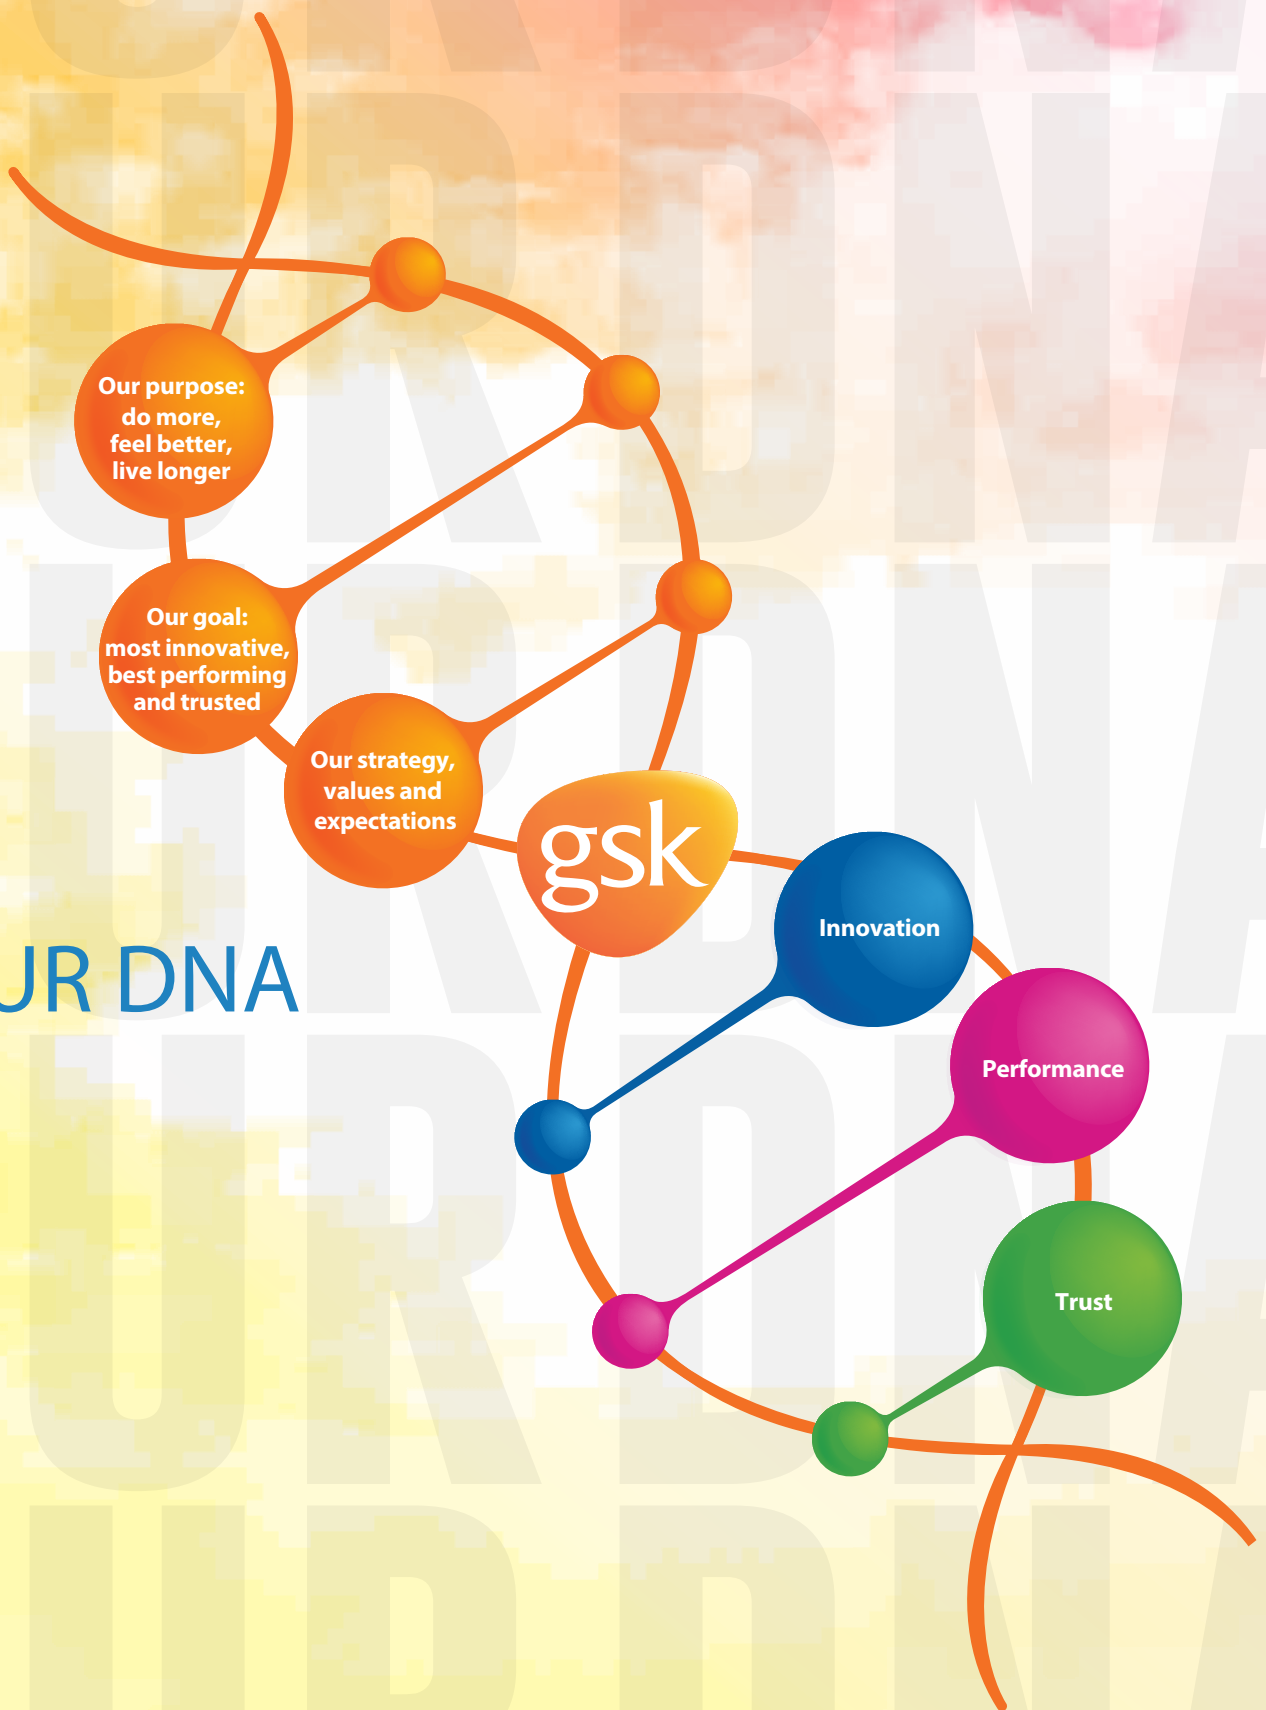 Our purpose:
do more,
feel better,
live longer
Our goal:
most innovative,
best performing
and trusted
Our strategy,
values and
expectations
gsk
Innovation
UR DNA
Performance
Trust